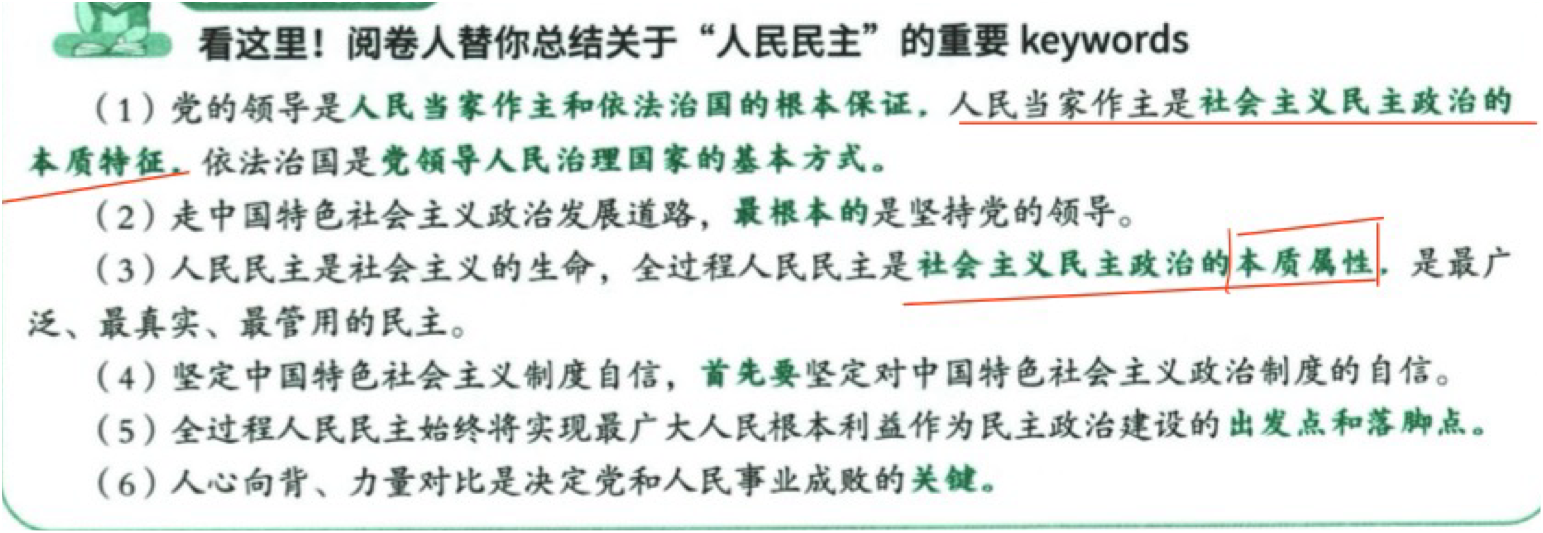 看这里！阅卷人替你总结关于“人民民主”的重要 keywords
（1）党的领导是人民当家作主和依法治国的根本保证，人民当家作主是社会主义民主政治的
本质特征，依法治国是党领导人民治理国家的基本方式。
（2）走中国特色社会主义政治发展道路，最根本的是坚持党的领导。
（3）人民民主是社会主义的生命，全过程人民民主是社会主义民主政治的本质属性，是最广
泛、最真实、最管用的民主。
（4）坚定中国特色社会主义制度自信，首先要坚定对中国特色社会主义政治制度的自信。
（5）全过程人民民主始终将实现最广大人民根本利益作为民主政治建设的出发点和落脚点。
（6）人心向背、力量对比是决定党和人民事业成败的关键。